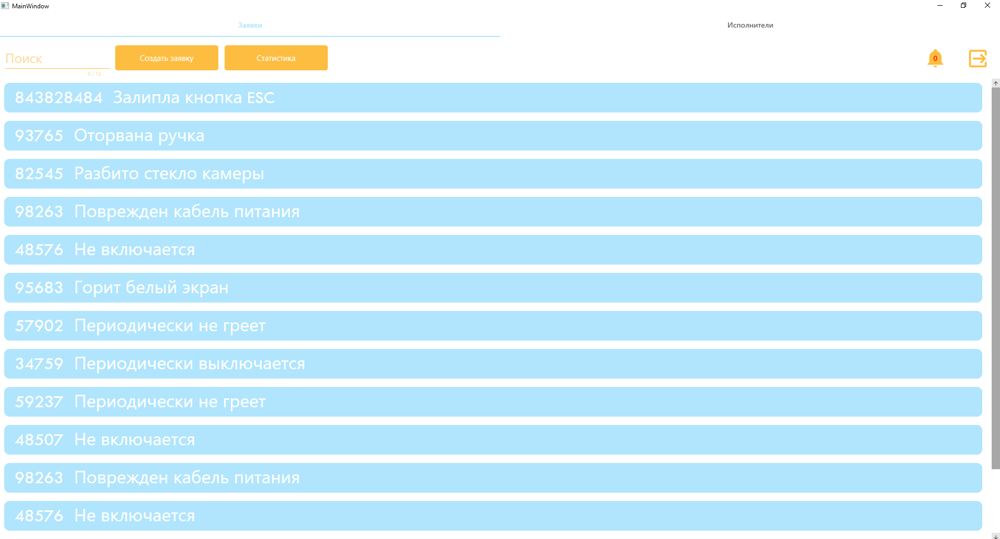 MainWindow
Заявки
Исполнители
Поиск
Создать заявку
Статистика
0
0 / 12
843828484 Залипла кнопка ESC
93765 Оторвана ручка
82545 Разбито стекло камеры
98263 Поврежден кабель питания
48576 Не включается
95683 Горит белый экран
57902 Периодически не греет
34759 Периодически выключается
59237 Периодически не греет
48507 Не включается
98263 Поврежден кабель питания
48576 Не включается